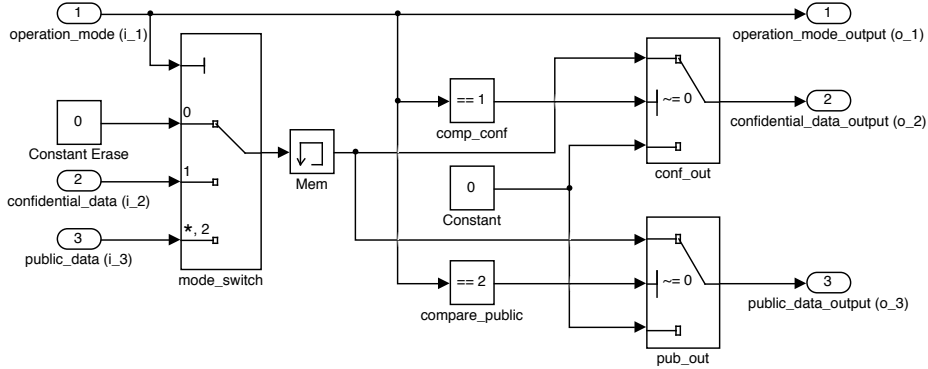 1
operation_mode (i_1)
1
operation_mode_output (o_1)
0
Constant Erase
0
2
confidential_data (i_2)
1
3
public_data (i_3)
*, 2
mode_switch
Mem
== 1
comp_conf
0
Constant
== 2
compare_public
~= 0
conf_out
2
confidential_data_output (o_2)
~= 0
pub_out
3
public_data_output (o_3)